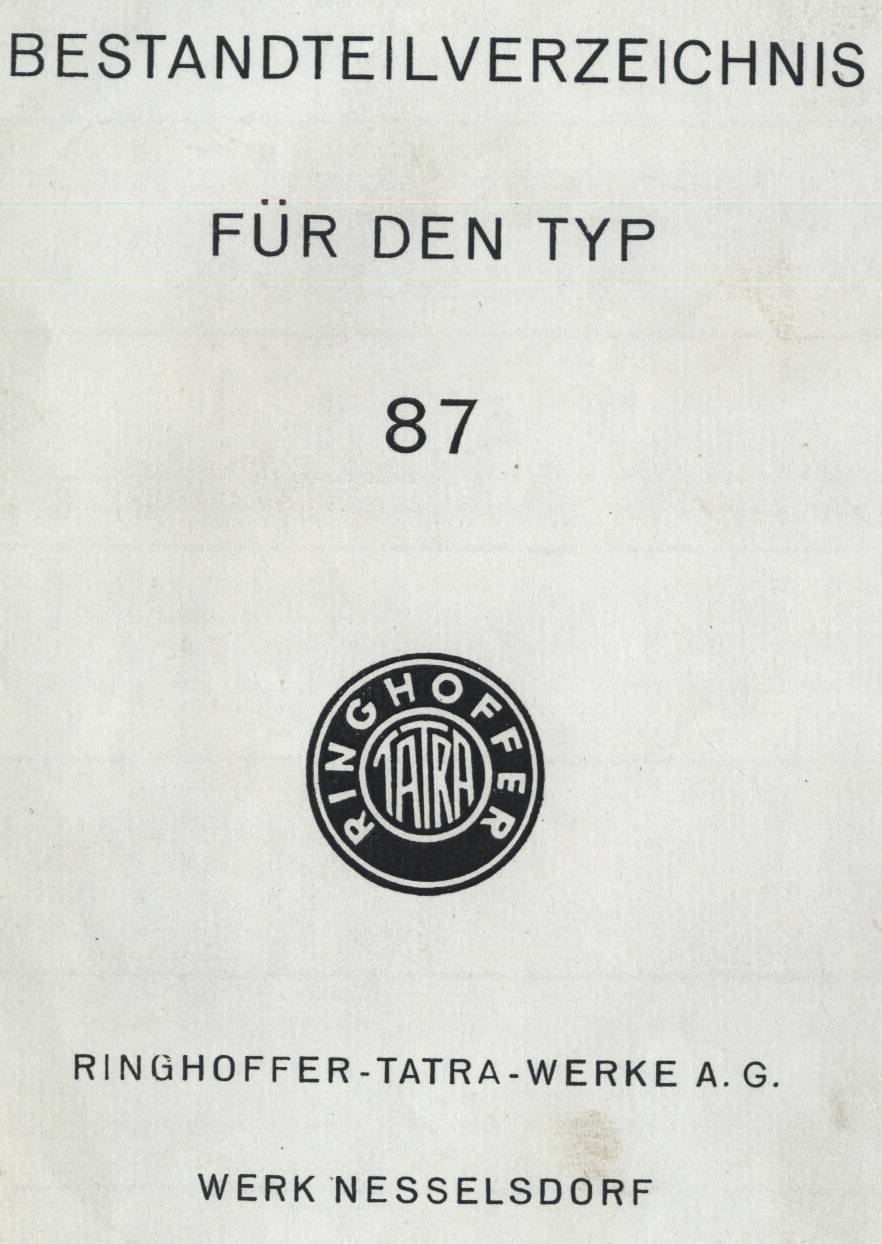 BESTANDTEILVERZEICHNIS
FÜR DEN TYP
87
RINGHOFFER
TATRA
RINGHOFFER-TATRA-WERKE A. G.
WERK NESSELSDORF